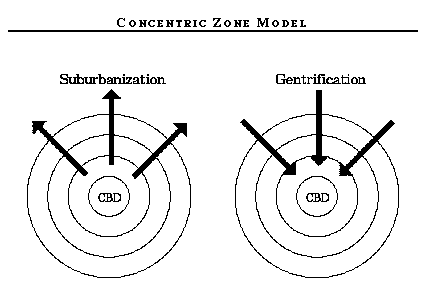 CONCENTRIC ZONE MODEL
Suburbanization
Gentrification
CBD
CBD